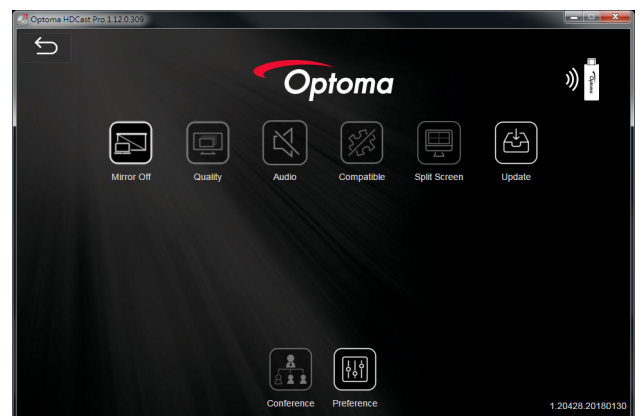 Optoma HDCast Pro 1.12.0.309
Optoma
Optoma
Mirror Off
Quality
Audio
Compatible
Split Screen
Update
Conference
Preference
1.20428.20180130